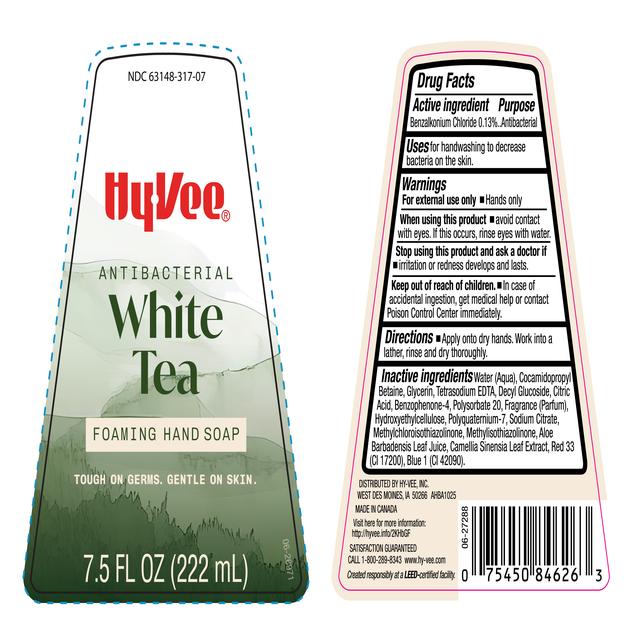 NDC 63148-317-07
HyVee®
ANTIBACTERIAL
White
Tea
FOAMING HAND SOAP
TOUGH ON GERMS. GENTLE ON SKIN.
7.5 FL OZ (222 mL)
Drug Facts
Active ingredient Purpose
Benzalkonium Chloride 0.13%..Antibacterial
Uses for handwashing to decrease
bacteria on the skin.
Warnings
For external use only ■ Hands only
When using this product ■ avoid contact
with eyes. If this occurs, rinse eyes with water.
Stop using this product and ask a doctor if
■ irritation or redness develops and lasts.
Keep out of reach of children. ■ In case of
accidental ingestion, get medical help or contact
Poison Control Center immediately.
Directions ■ Apply onto dry hands. Work into a
lather, rinse and dry thoroughly.
Inactive ingredients Water (Aqua), Cocamidopropyl
Betaine, Glycerin, Tetrasodium EDTA, Decyl Glucoside, Citric
Acid, Benzophenone-4, Polysorbate 20, Fragrance (Parfum),
Hydroxyethylcellulose, Polyquaternium-7, Sodium Citrate,
Methylchloroisothiazolinone, Methylisothiazolinone, Aloe
Barbadensis Leaf Juice, Camellia Sinensis Leaf Extract, Red 33
(CI 17200), Blue 1 (CI 42090).
DISTRIBUTED BY HY-VEE, INC.
WEST DES MOINES, IA 50266 AHBA1025
MADE IN CANADA
Visit here for more information:
http://hyvee.info/2KHbGF
SATISFACTION GUARANTEED
CALL 1-800-289-8343 www.hy-vee.com
Created responsibly at a LEED-certified facility.
06-27288
0 75450 84626 3